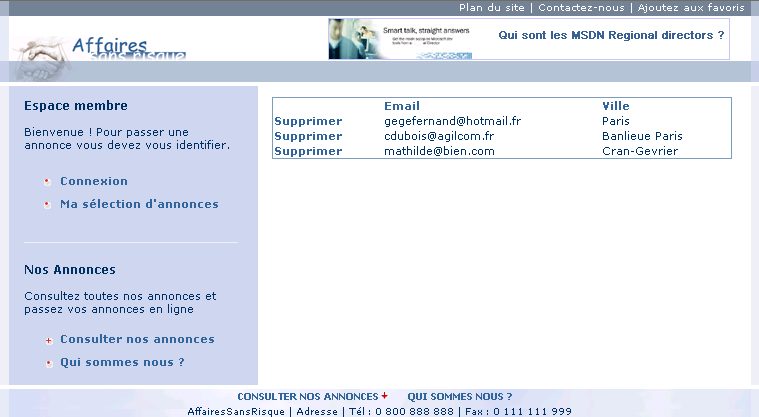 Plan du site | Contactez-nous | Ajoutez aux favoris
Affaires
sans risque
Smart talk, straight answers
Qui sont les MSDN Regional directors ?
Espace membre
Bienvenue ! Pour passer une
annonce vous devez vous identifier.
Connexion
Ma sélection d'annonces
Nos Annonces
Consultez toutes nos annonces et
passez vos annonces en ligne
Consulter nos annonces
Qui sommes nous ?
Email Ville
Supprimer gegefernand@hotmail.fr Paris
Supprimer cdubois@agilcom.fr Banlieue Paris
Supprimer mathilde@bien.com Cran-Gevrier
CONSULTER NOS ANNONCES QUI SOMMES NOUS ?
AffairesSansRisque | Adresse | Tél : 0 800 888 888 | Fax : 0 111 111 999